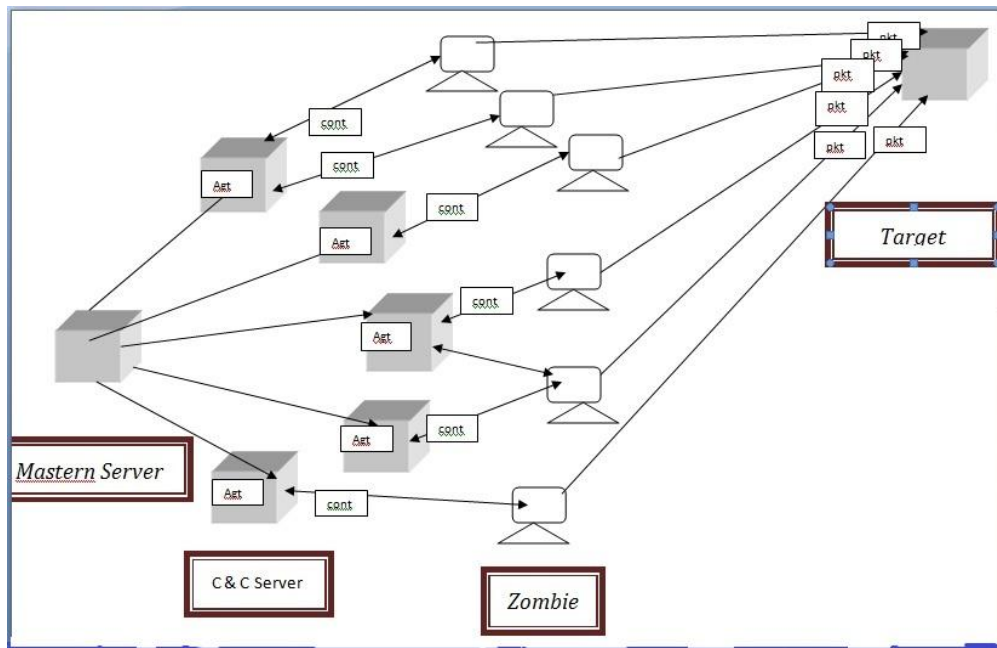 pkt
pkt
pkt
pkt
pkt
pkt
cont
cont
cont
cont
cont
cont
Agt
Agt
Agt
Agt
Agt
Target
Mastern Server
C & C Server
Zombie